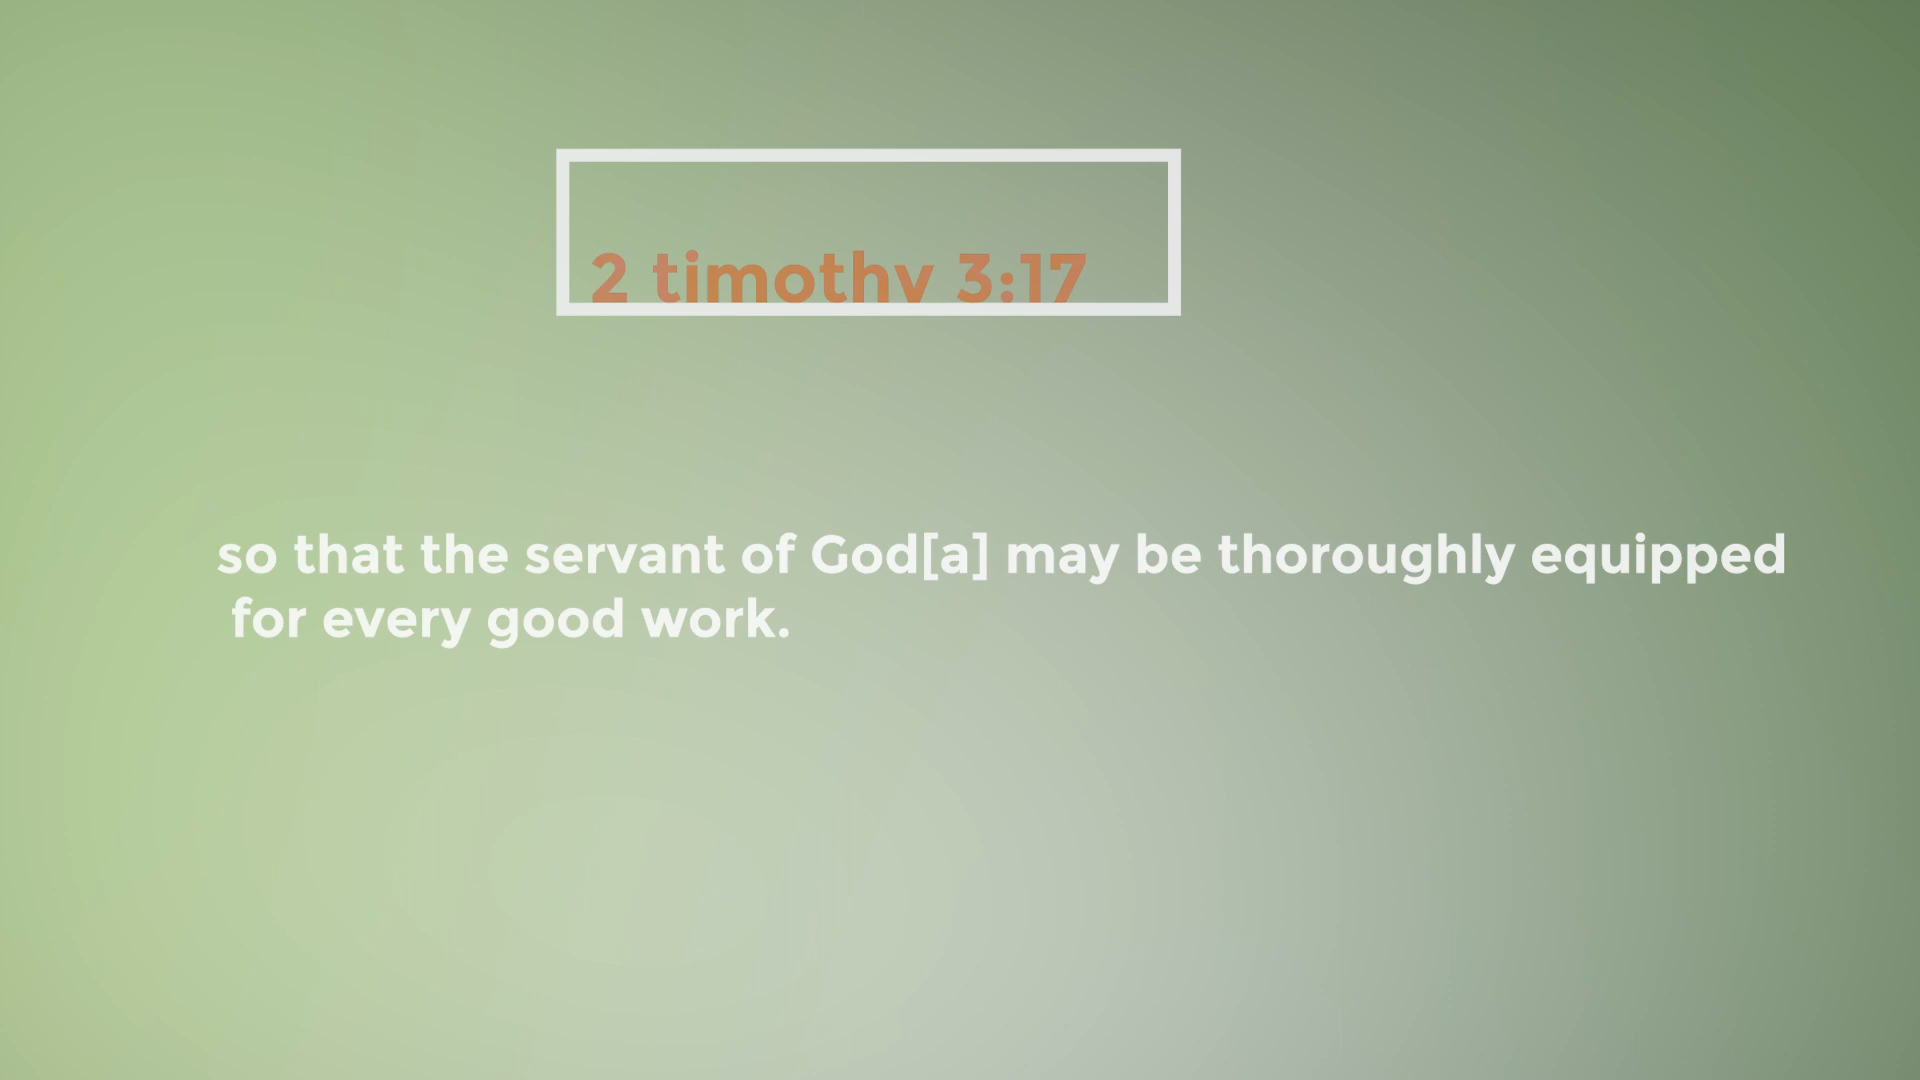 2 timothy 3:17
so that the servant of God[a] may be thoroughly equipped
for every good work.